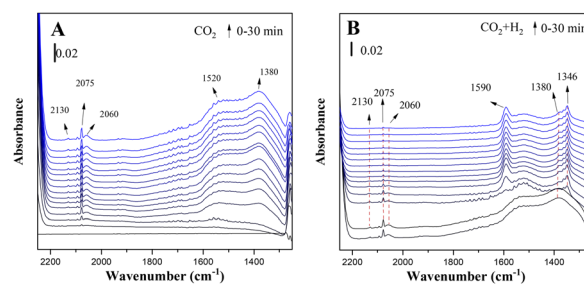 A
CO₂ ↑ 0-30 min
0.02
2130
2075
2060
1520
1380
Absorbance
2200 2000 1800 1600 1400
Wavenumber (cm⁻¹)
B
CO₂+H₂ ↑ 0-30 min
0.02
2130
2075
2060
1590
1380
1346
Absorbance
2200 2000 1800 1600 1400
Wavenumber (cm⁻¹)